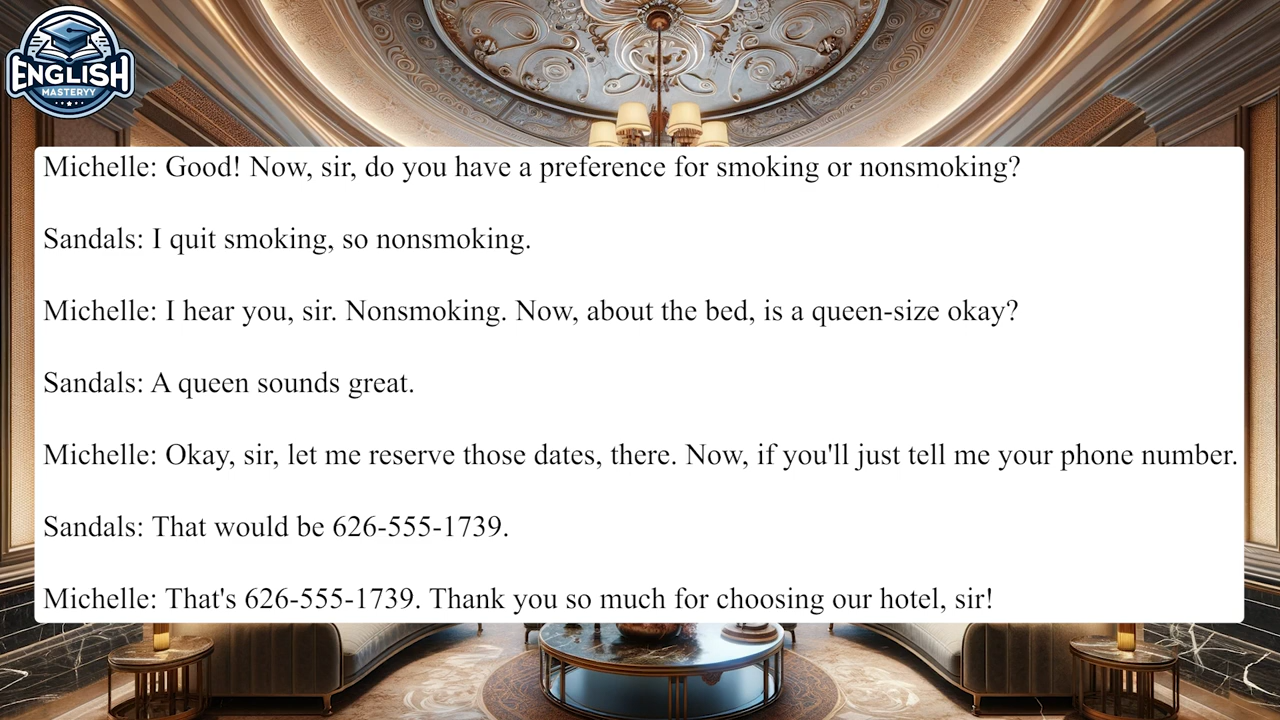 ENGLISH
MASTERYY
Michelle: Good! Now, sir, do you have a preference for smoking or nonsmoking?
Sandals: I quit smoking, so nonsmoking.
Michelle: I hear you, sir. Nonsmoking. Now, about the bed, is a queen-size okay?
Sandals: A queen sounds great.
Michelle: Okay, sir, let me reserve those dates, there. Now, if you'll just tell me your phone number.
Sandals: That would be 626-555-1739.
Michelle: That's 626-555-1739. Thank you so much for choosing our hotel, sir!